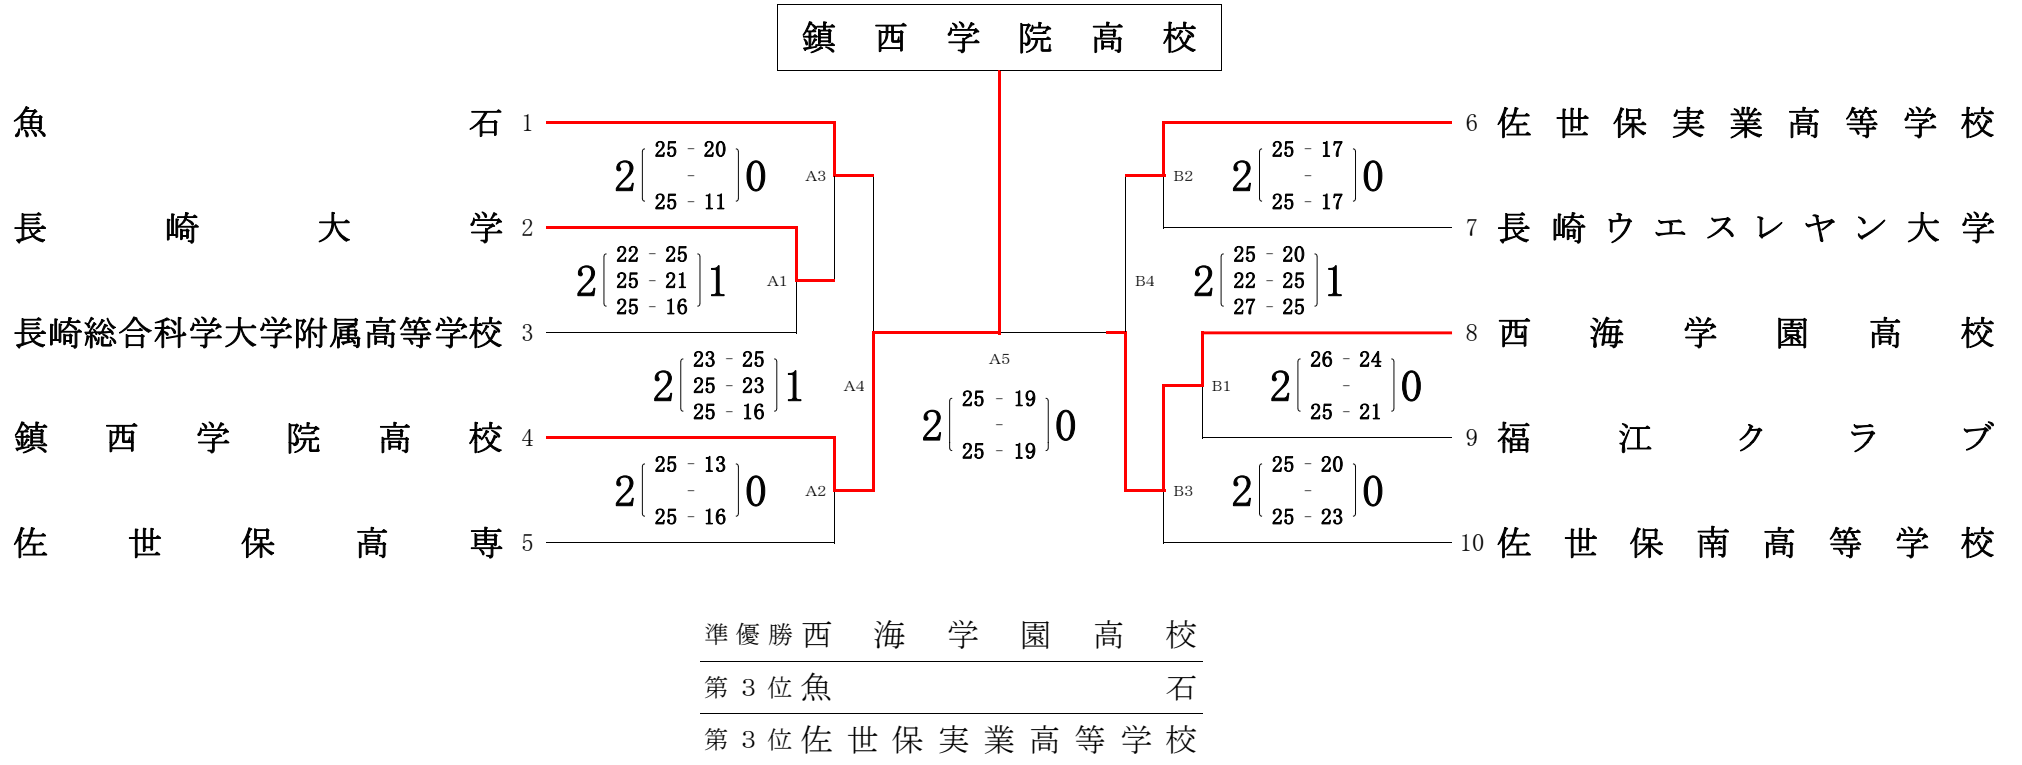 鎮西学院高校
魚石 1
2 25 - 20 0
-
25 - 11
A3
長崎大学 2
2 22 - 25 1
25 - 21
25 - 16
A1
長崎総合科学大学附属高等学校 3
2 23 - 25 1
25 - 23
25 - 16
A4
鎮西学院高校 4
2 25 - 13 0
-
25 - 16
A2
佐世保高専 5
A5
2 25 - 19 0
-
25 - 19
6 佐世保実業高等学校
B2
2 25 - 17 0
-
25 - 17
7 長崎ウエスレヤン大学
B4
2 25 - 20 1
22 - 25
27 - 25
8 西海学園高校
B1
2 26 - 24 0
-
25 - 21
9 福江クラブ
B3
2 25 - 20 0
-
25 - 23
10 佐世保南高等学校
準優勝 西海学園高校
第３位 魚石
第３位 佐世保実業高等学校